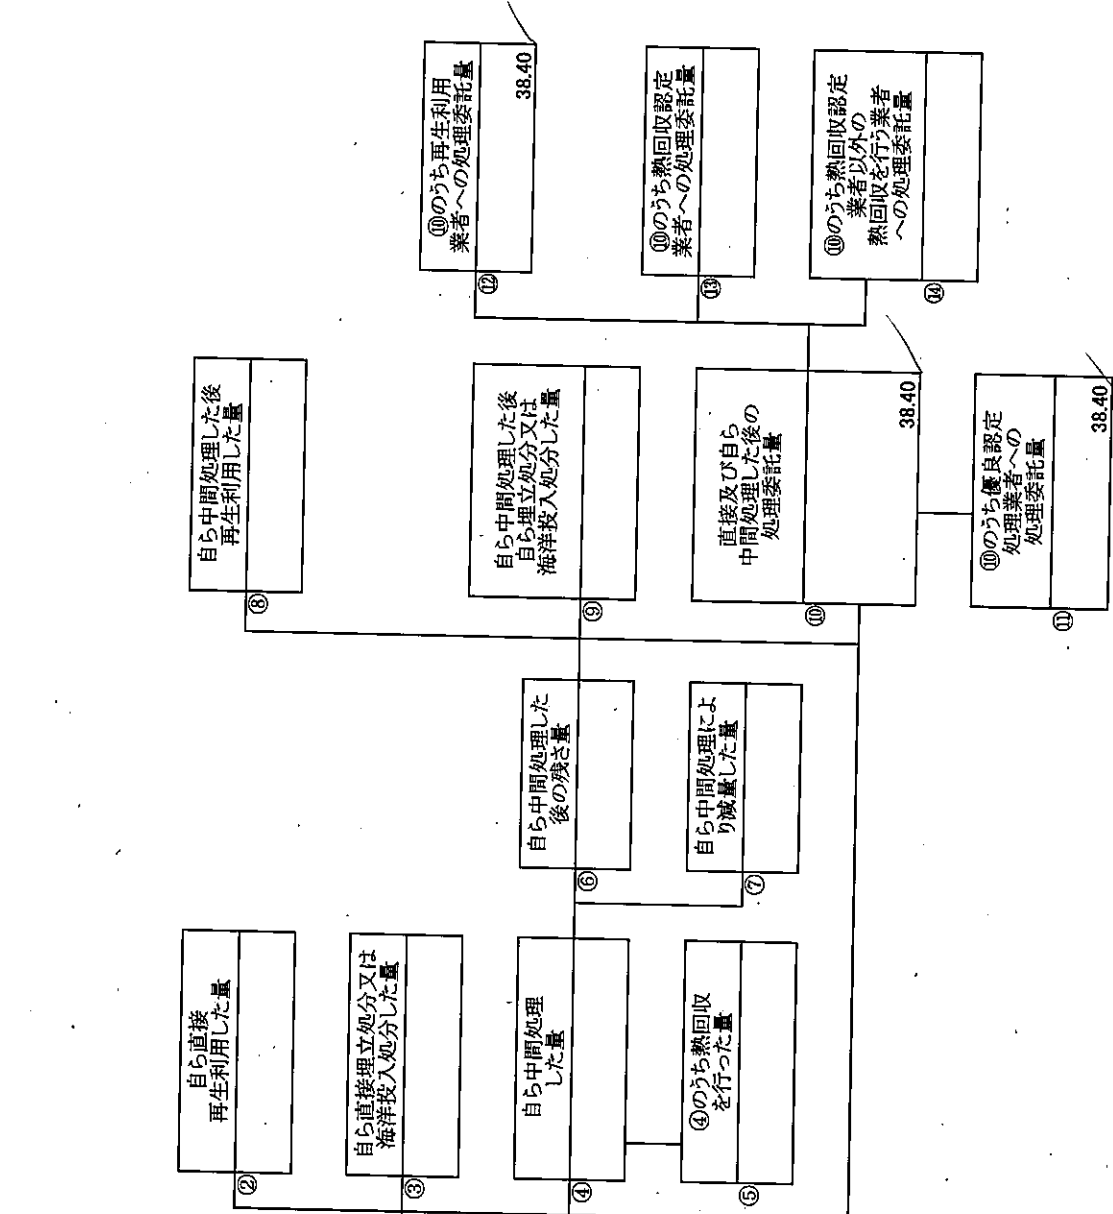 ②
自ら直接
再生利用した量
③
自ら直接埋立処分又は
海洋投入処分した量
④
自ら中間処理
した量
⑤
④のうち熱回収
を行った量
⑥
自ら中間処理した
後の残さ量
⑦
自ら中間処理によ
り減量した量
⑧
自ら中間処理した後
再生利用した量
⑨
自ら中間処理した後
自ら埋立処分又は
海洋投入処分した量
⑩
直接及び自ら
中間処理した後の
処理委託量
38.40
⑪
⑩のうち優良認定
処理業者への
処理委託量
38.40
⑫
⑩のうち再生利用
業者への処理委託量
38.40
⑬
⑩のうち熱回収認定
業者への処理委託量
⑭
⑩のうち熱回収認定
業者以外の
熱回収を行う業者
への処理委託量